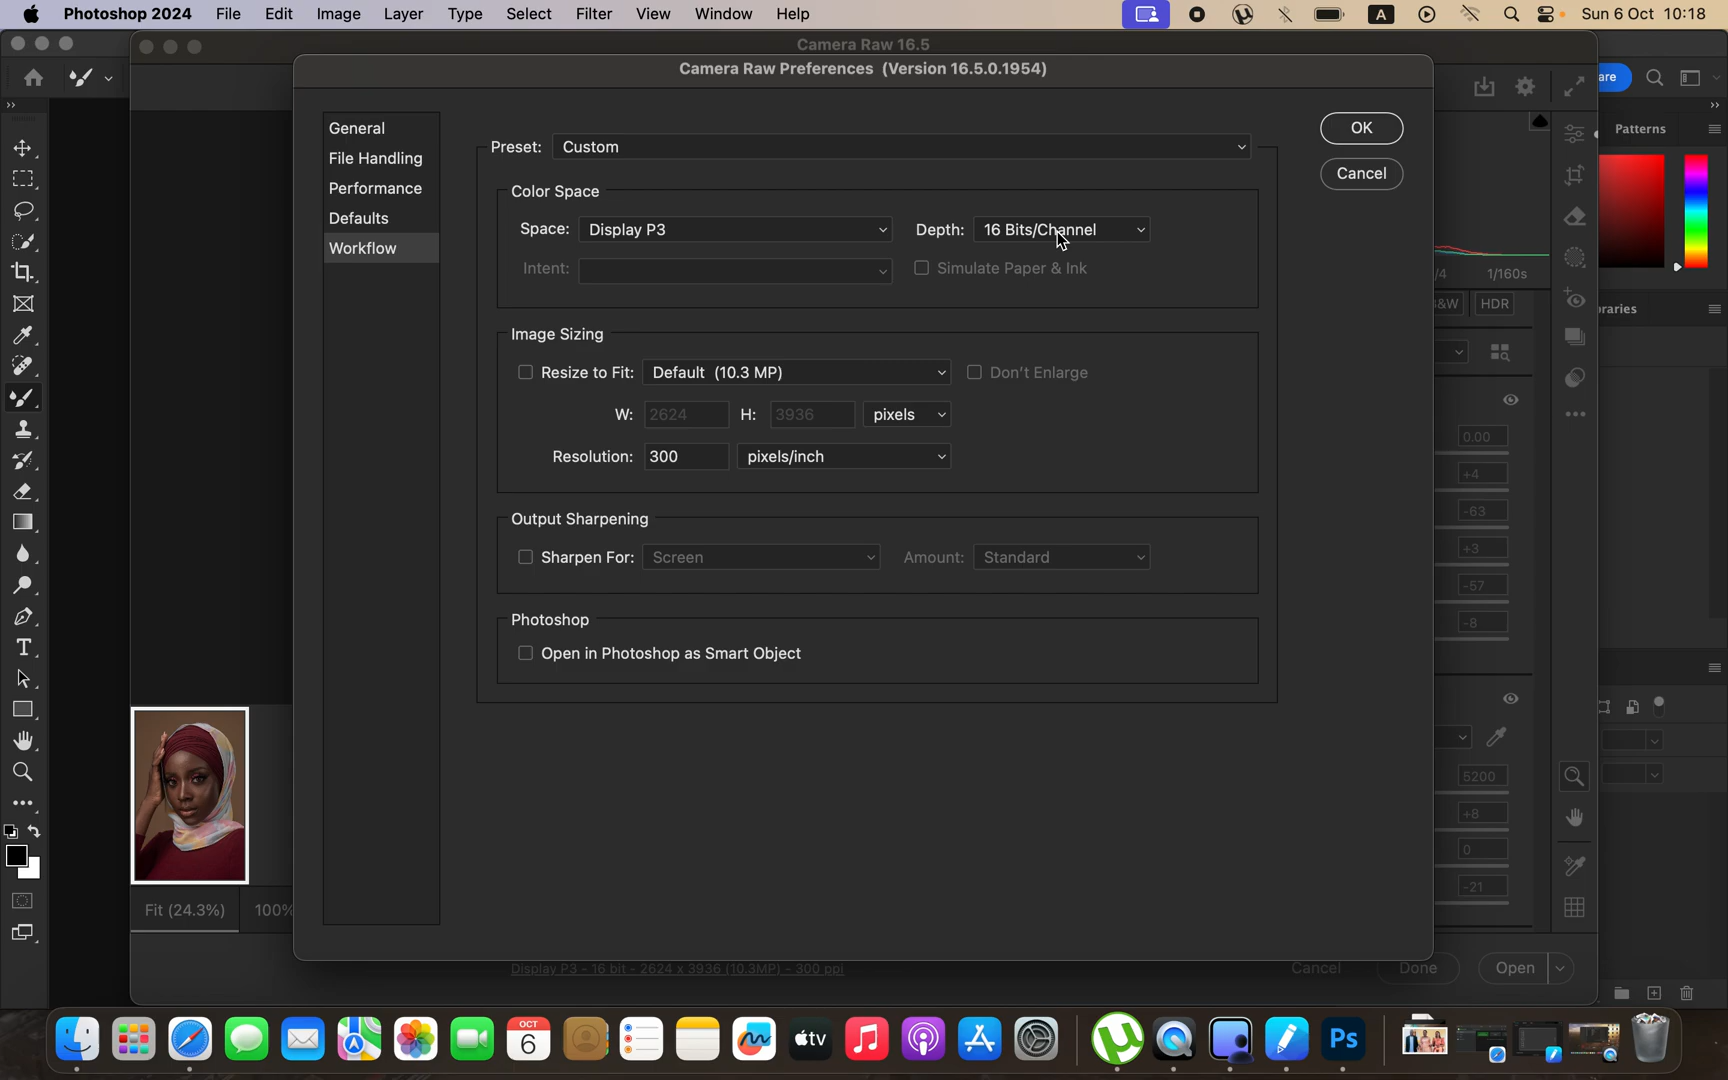 Photoshop 2024 File Edit Image Layer Type Select Filter View Window Help A Sun 6 Oct 10:18
Camera Raw 16.5
Camera Raw Preferences (Version 16.5.0.1954)
are
General
File Handling
Performance
Defaults
Workflow
Preset: Custom
OK
Cancel
Color Space
Space: Display P3 Depth: 16 Bits/Channel
Intent: Simulate Paper & Ink
Image Sizing
Resize to Fit: Default (10.3 MP) Don't Enlarge
W: 2624 H: 3936 pixels
Resolution: 300 pixels/inch
Output Sharpening
Sharpen For: Screen Amount: Standard
Photoshop
Open in Photoshop as Smart Object
Patterns
/4 1/160s
&W HDR
raries
0.00
+4
-63
+3
-57
-8
5200
+8
0
-21
Fit (24.3%) 100%
Display P3 - 16 bit - 2624 x 3936 (10.3MP) - 300 ppi
Cancel Done Open
OCT
6
tv
Ps